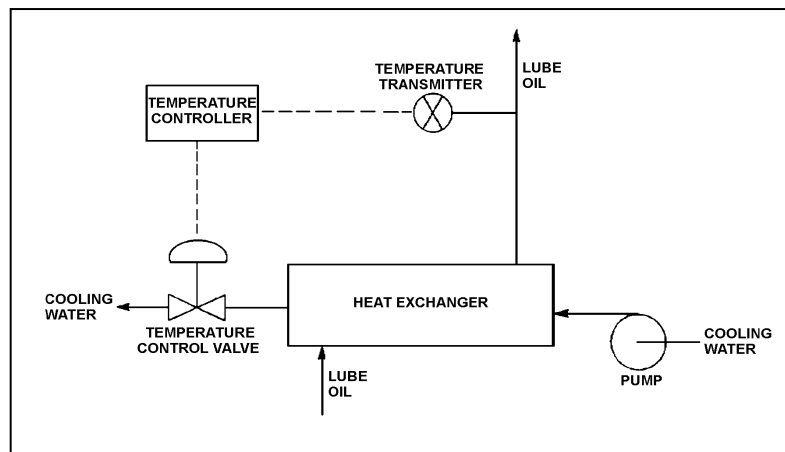 TEMPERATURE
TRANSMITTER
LUBE
OIL
TEMPERATURE
CONTROLLER
HEAT EXCHANGER
COOLING
WATER
TEMPERATURE
CONTROL VALVE
LUBE
OIL
PUMP
COOLING
WATER